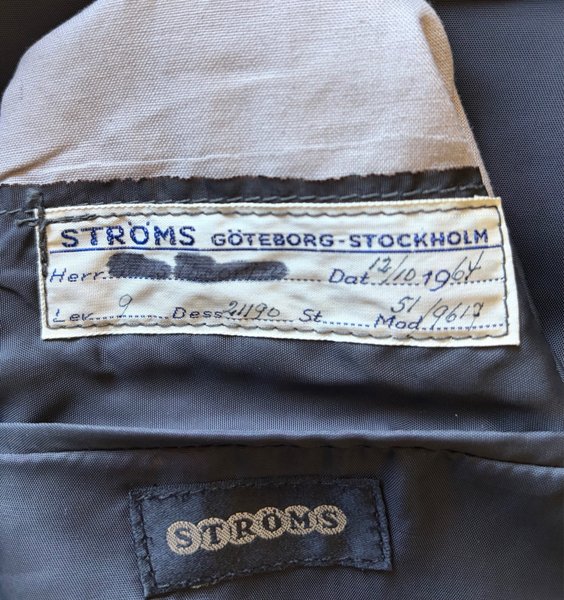 STRÖMS GÖTEBORG-STOCKHOLM
Herr Dat 12/10 1964
Lev. 9 Dess 21190 St Mod 51/9617
STRÖMS